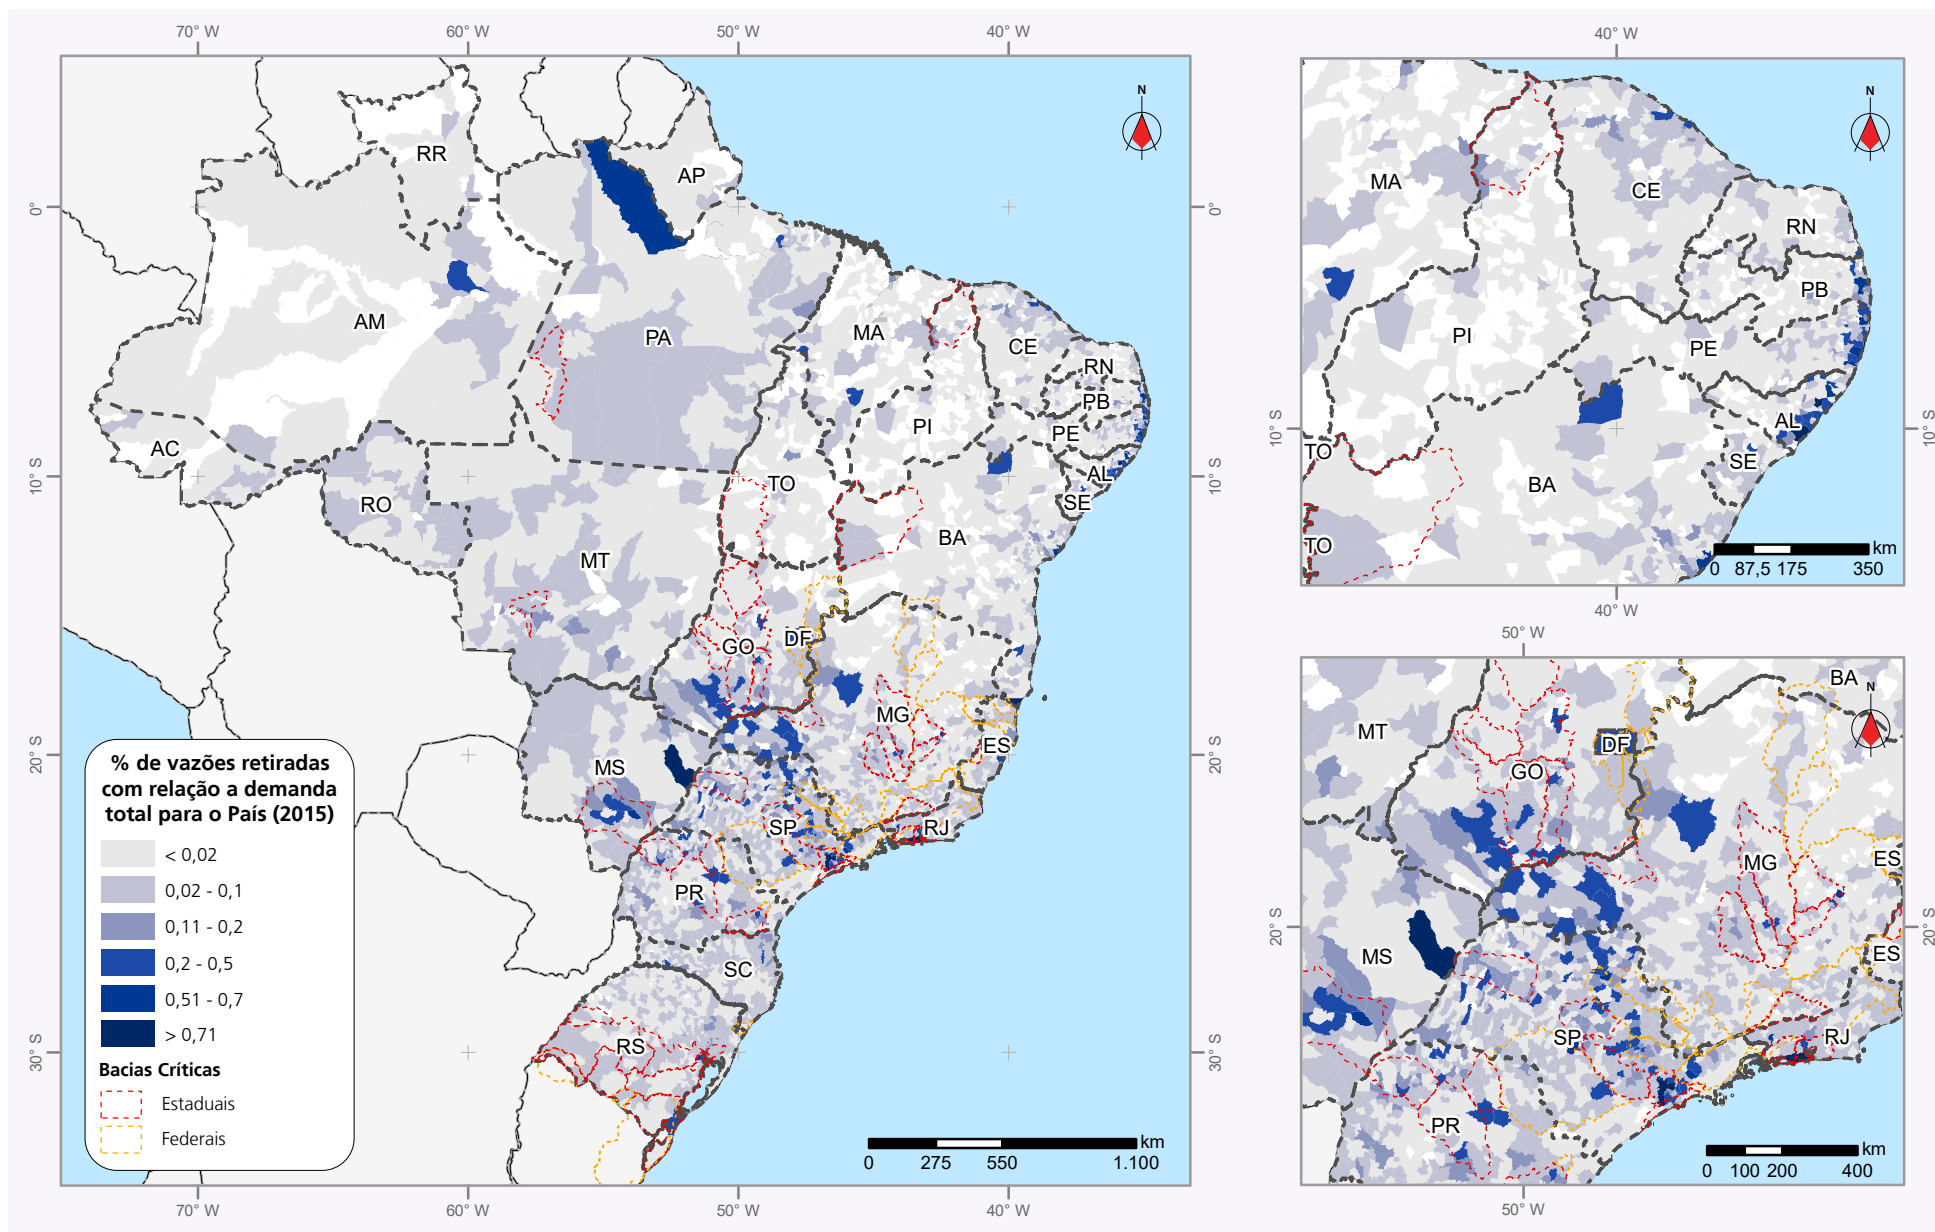 70° W 60° W 50° W 40° W
N
0°
10° S
20° S
30° S
RR
AP
AM
PA
MA
CE
RN
PB
PI
PE
AC
AL
TO
SE
RO
BA
MT
DF
GO
MG
ES
MS
SP
RJ
PR
SC
RS
% de vazões retiradas
com relação a demanda
total para o País (2015)
< 0,02
0,02 - 0,1
0,11 - 0,2
0,2 - 0,5
0,51 - 0,7
> 0,71
Bacias Críticas
Estaduais
Federais
km
0 275 550 1.100
0°
10° S
20° S
30° S
70° W 60° W 50° W 40° W
40° W
N
MA
CE
RN
PB
PI
PE
10° S
10° S
AL
TO
SE
BA
TO
km
0 87,5 175 350
40° W
50° W
BA
N
MT
DF
GO
ES
MG
20° S
20° S
MS
ES
SP
RJ
PR
km
0 100 200 400
50° W